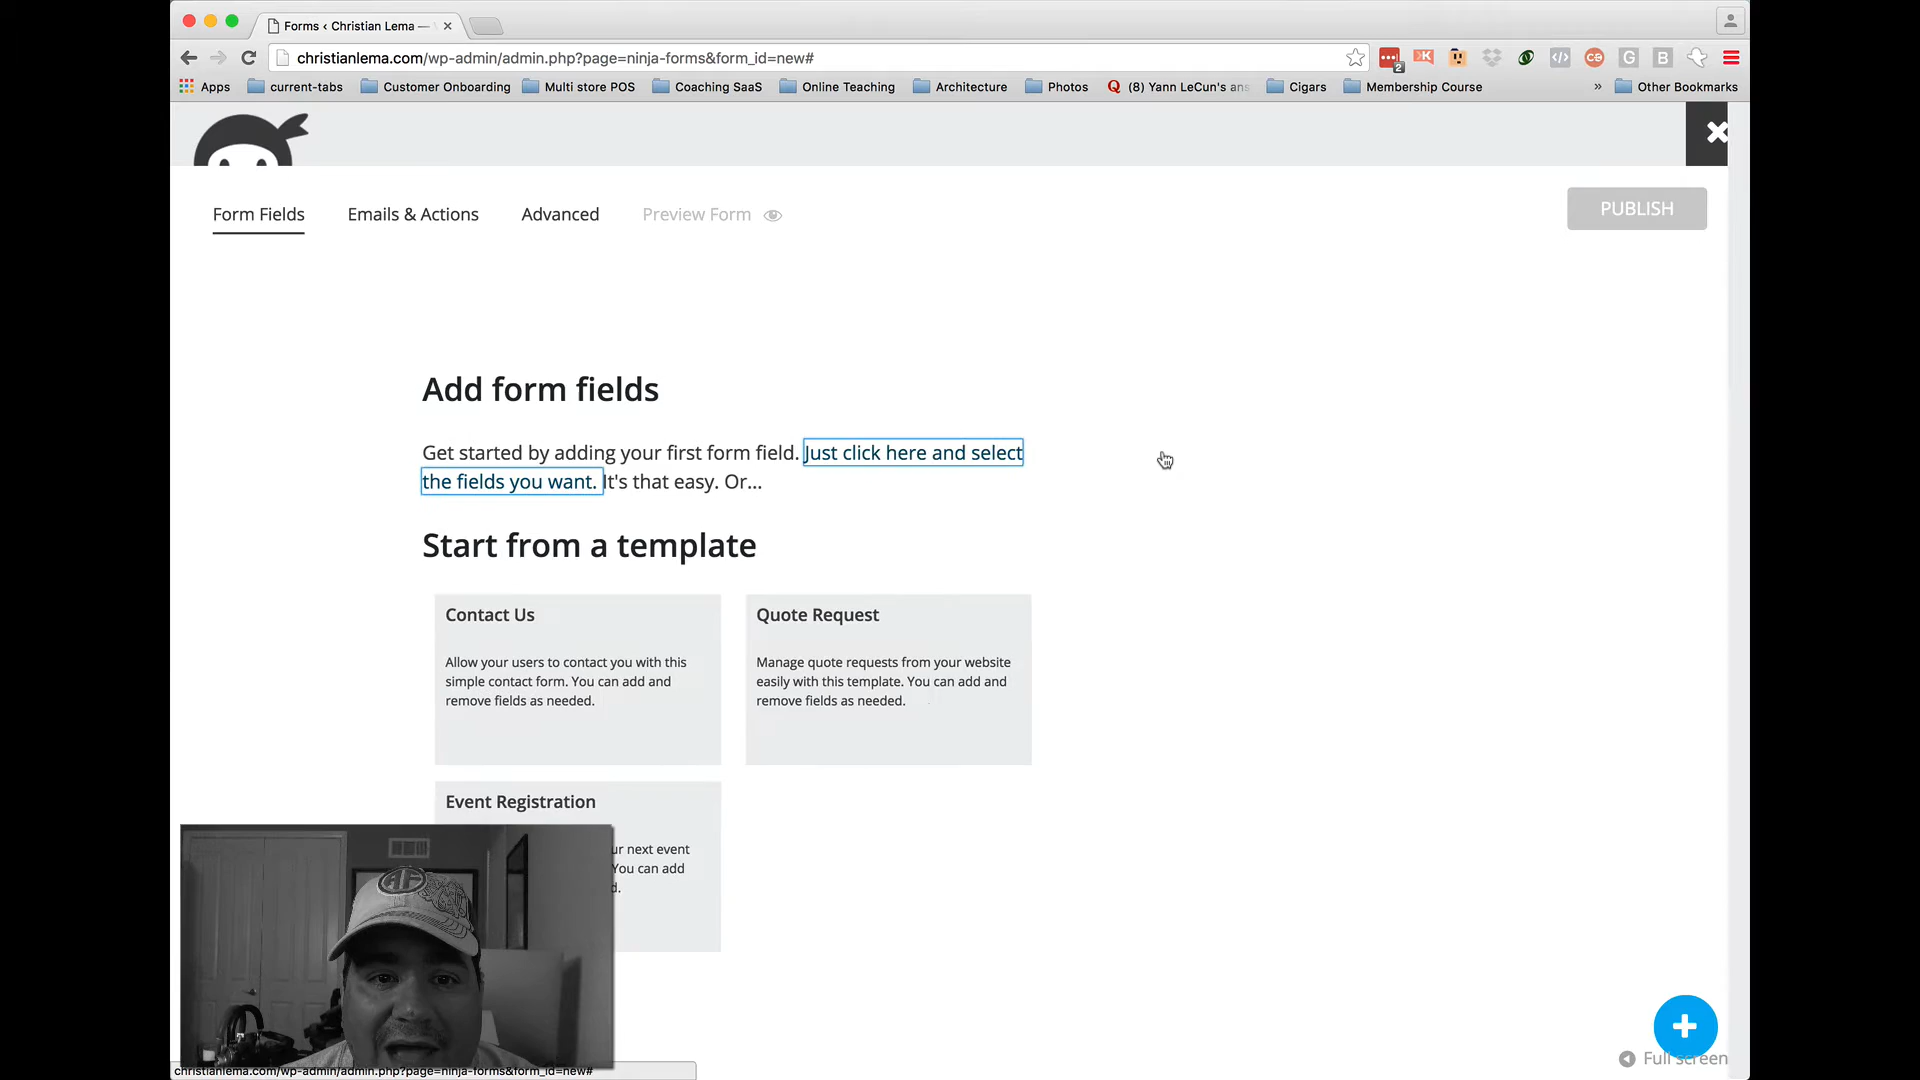 Forms ‹ Christian Lema —
christianlema.com/wp-admin/admin.php?page=ninja-forms&form_id=new#
2
Apps current-tabs Customer Onboarding Multi store POS Coaching SaaS Online Teaching Architecture Photos Q (8) Yann LeCun's ans Cigars Membership Course » Other Bookmarks
Form Fields Emails & Actions Advanced Preview Form PUBLISH
Add form fields
Get started by adding your first form field. Just click here and select
the fields you want. It's that easy. Or...
Start from a template
Contact Us
Allow your users to contact you with this
simple contact form. You can add and
remove fields as needed.
Quote Request
Manage quote requests from your website
easily with this template. You can add and
remove fields as needed.
Event Registration
ur next event
You can add
d.
AF
Full screen
christianlema.com/wp-admin/admin.php?page=ninja-forms&form_id=new#